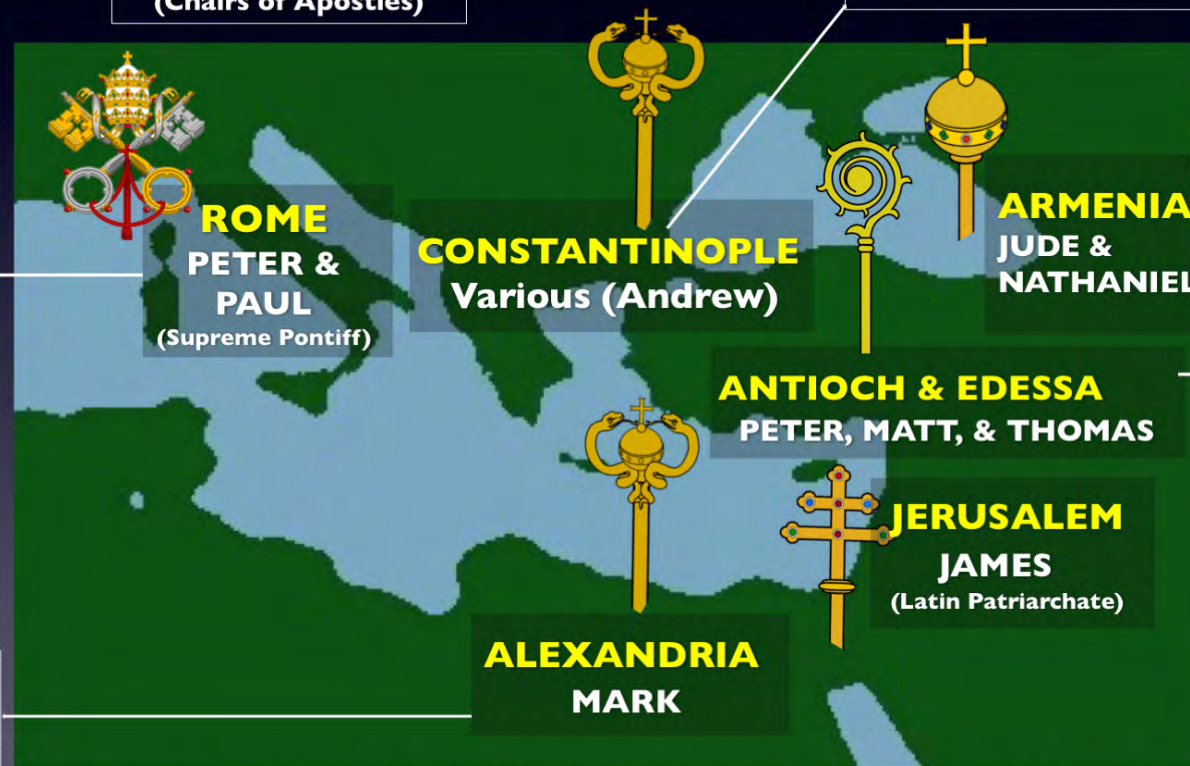 (Chairs of Apostles)
ROME
PETER &
PAUL
(Supreme Pontiff)
CONSTANTINOPLE
Various (Andrew)
ARMENIA
JUDE &
NATHANIEL
ANTIOCH & EDESSA
PETER, MATT, & THOMAS
JERUSALEM
JAMES
(Latin Patriarchate)
ALEXANDRIA
MARK